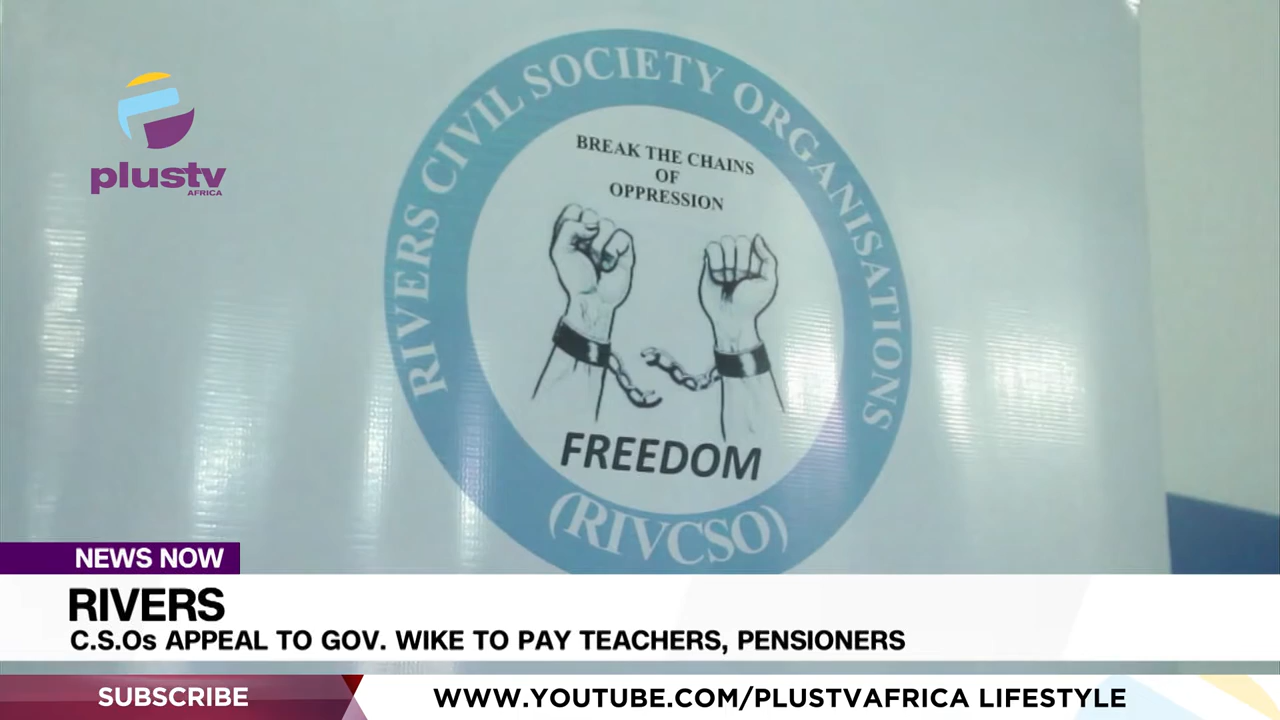 plustv
AFRICA
RIVERS CIVIL SOCIETY ORGANISATIONS
BREAK THE CHAINS
OF
OPPRESSION
FREEDOM
(RIVCSO)
NEWS NOW
RIVERS
C.S.Os APPEAL TO GOV. WIKE TO PAY TEACHERS, PENSIONERS
SUBSCRIBE
WWW.YOUTUBE.COM/PLUSTVAFRICA LIFESTYLE